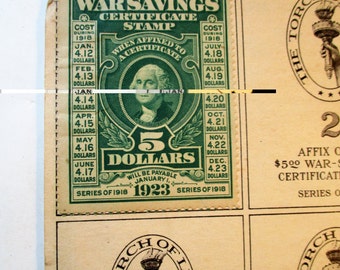 WAR SAVINGS
CERTIFICATE
STAMP
WHEN AFFIXED TO
A CERTIFICATE
COST
DURING
1918
JAN.
4.12
DOLLARS
FEB.
4.13
DOLLARS
4.14
DOLLARS
APR.
4.15
DOLLARS
MAY
4.16
DOLLARS
JUNE
4.17
DOLLARS
COST
DURING
1918
JULY
4.18
DOLLARS
AUG.
4.19
DOLLARS
4.20
DOLLARS
OCT.
4.21
DOLLARS
NOV.
4.22
DOLLARS
DEC.
4.23
DOLLARS
5
DOLLARS
WILL BE PAYABLE
JANUARY 1
1923
SERIES OF 1918
SERIES OF 1918
THE TORCH
2
AFFIX
$5.00 WAR-S
CERTIFICAT
SERIES O
TORCH OF LI